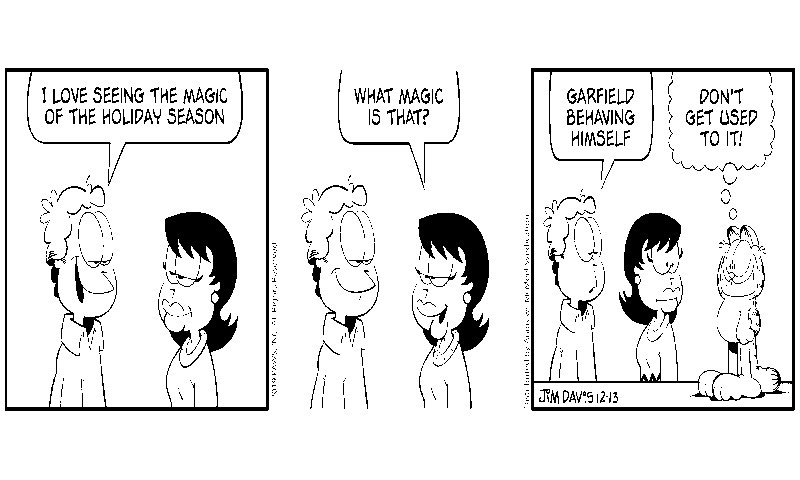 I LOVE SEEING THE MAGIC
OF THE HOLIDAY SEASON
WHAT MAGIC
IS THAT?
GARFIELD
BEHAVING
HIMSELF
DON'T
GET USED
TO IT!
JIM DAVIS 12-13